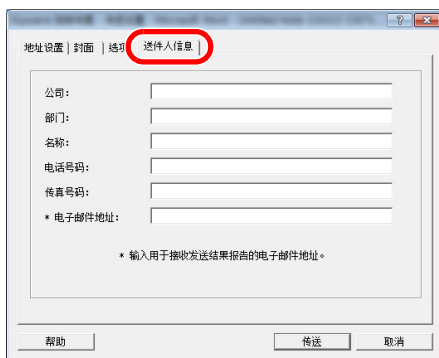 地址设置 封面 选项 送件人信息
公司:
部门:
名称:
电话号码:
传真号码:
* 电子邮件地址:
* 输入用于接收发送结果报告的电子邮件地址。
帮助 传送 取消